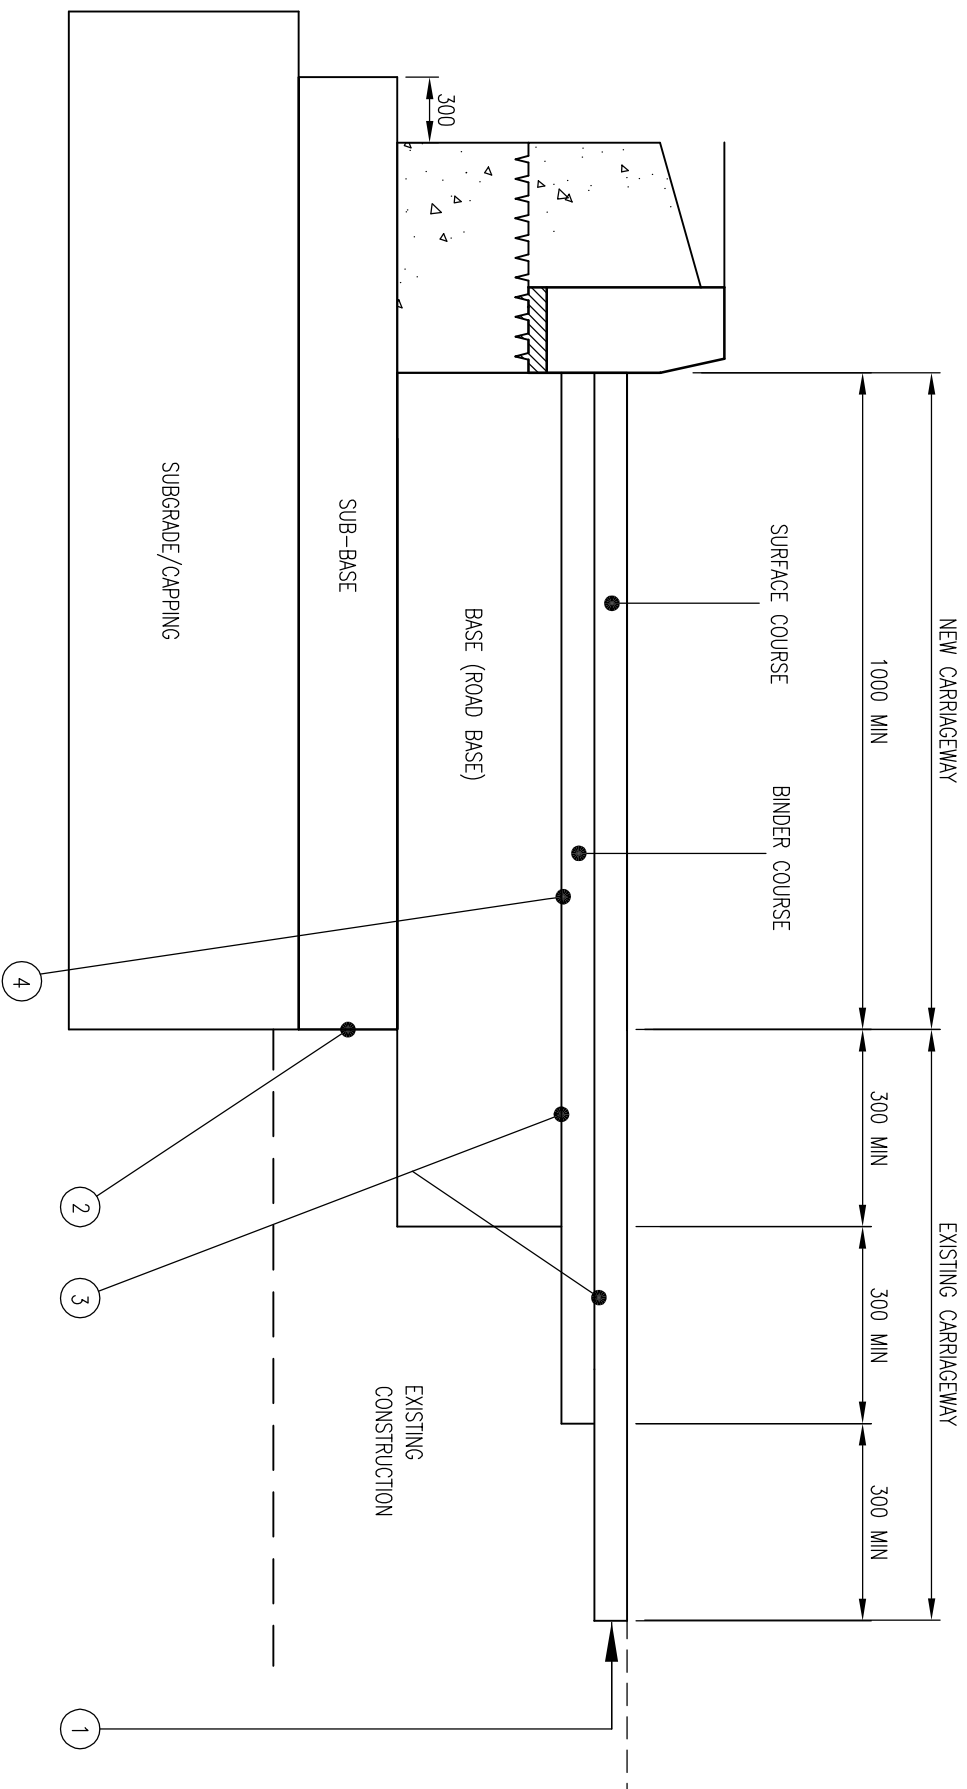 NEW CARRIAGEWAY
EXISTING CARRIAGEWAY
1000 MIN
300 MIN
300 MIN
300 MIN
SURFACE COURSE
BINDER COURSE
300
BASE (ROAD BASE)
EXISTING
CONSTRUCTION
SUB-BASE
SUBGRADE/CAPPING
4
2
3
1